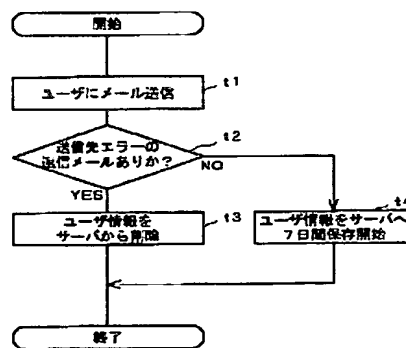 開始
t1
ユーザにメール送信
t2
送信先エラーの
返信メールありか？
NO
YES
t3
ユーザ情報を
サーバから削除
t4
ユーザ情報をサーバへ
7日間保存開始
終了